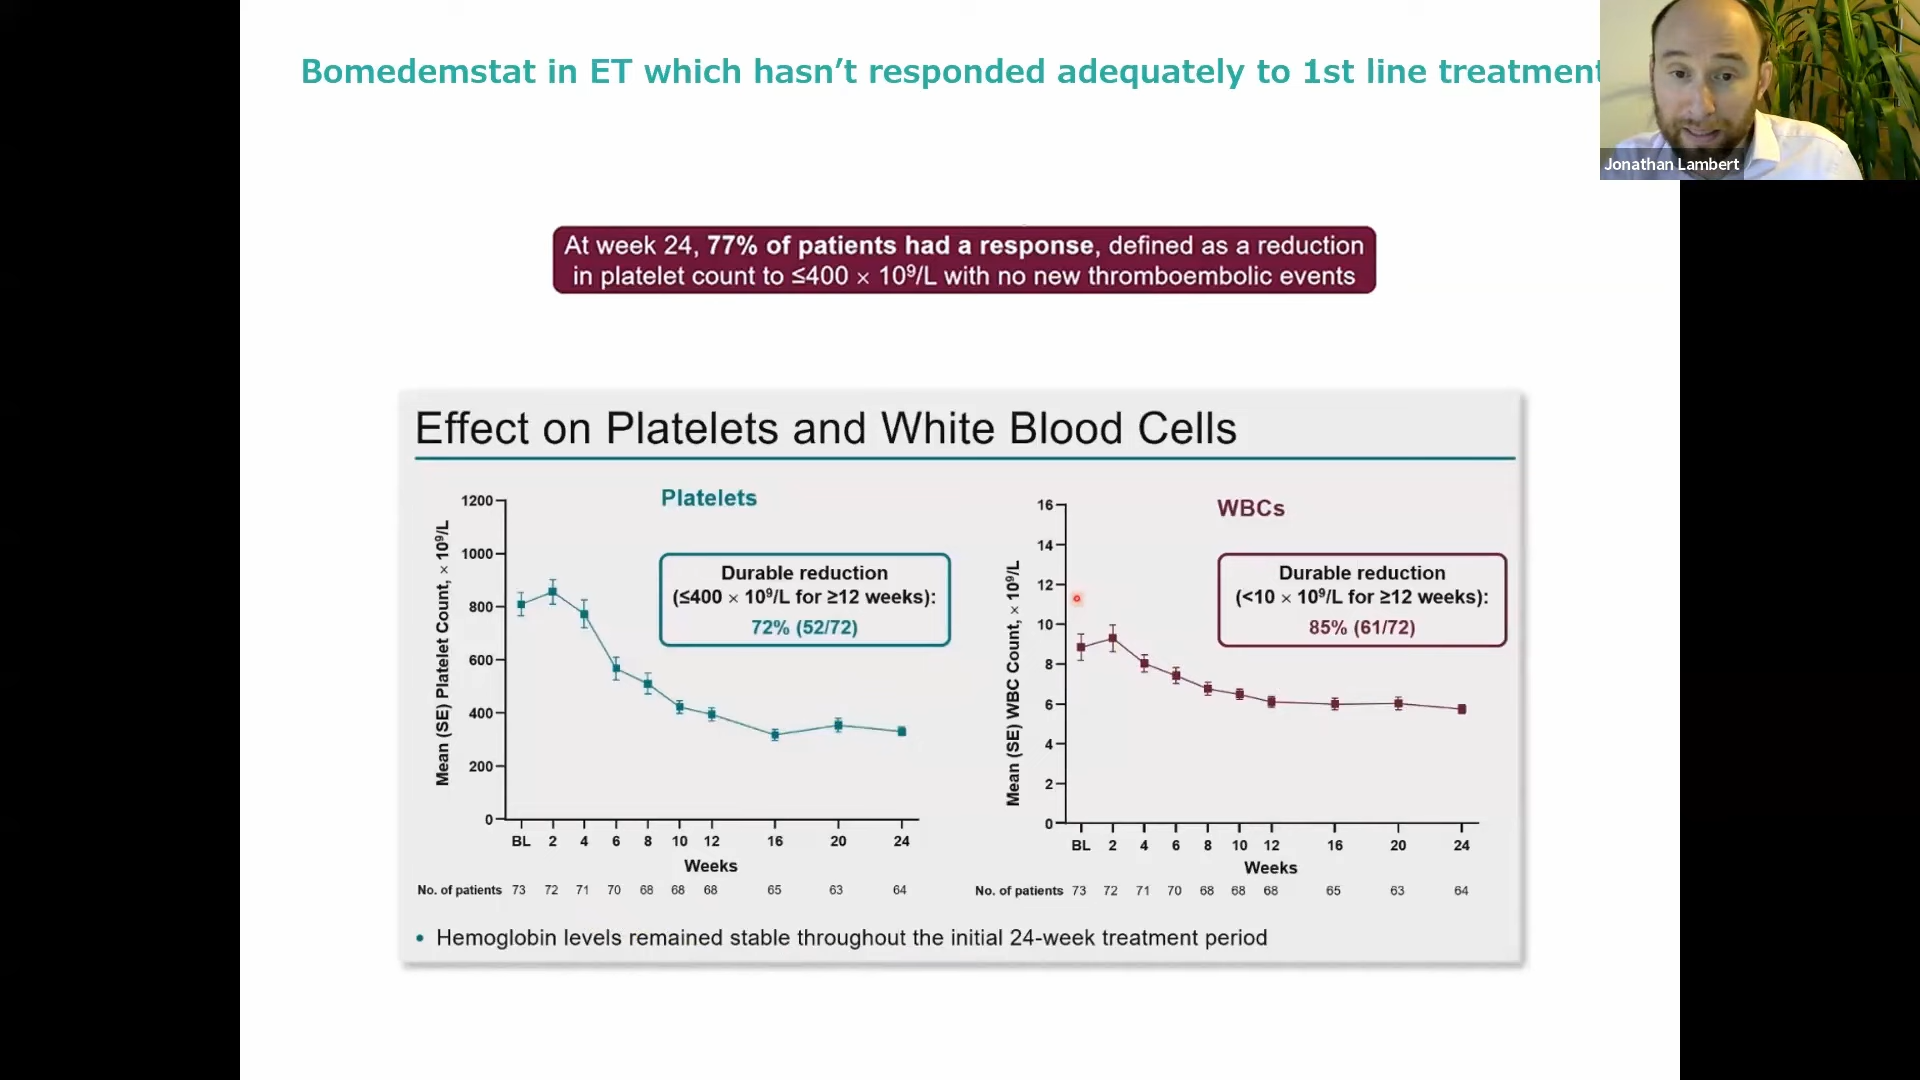 Bomedemstat in ET which hasn't responded adequately to 1st line treatment
Jonathan Lambert
At week 24, 77% of patients had a response, defined as a reduction
in platelet count to ≤400 × 10⁹/L with no new thromboembolic events
Effect on Platelets and White Blood Cells
Platelets
Mean (SE) Platelet Count, × 10⁹/L
1200
1000
800
600
400
200
0
Durable reduction
(≤400 × 10⁹/L for ≥12 weeks):
72% (52/72)
BL 2 4 6 8 10 12 16 20 24
Weeks
No. of patients 73 72 71 70 68 68 68 65 63 64
WBCs
Mean (SE) WBC Count, × 10⁹/L
16
14
12
10
8
6
4
2
0
Durable reduction
(<10 × 10⁹/L for ≥12 weeks):
85% (61/72)
BL 2 4 6 8 10 12 16 20 24
Weeks
No. of patients 73 72 71 70 68 68 68 65 63 64
• Hemoglobin levels remained stable throughout the initial 24-week treatment period